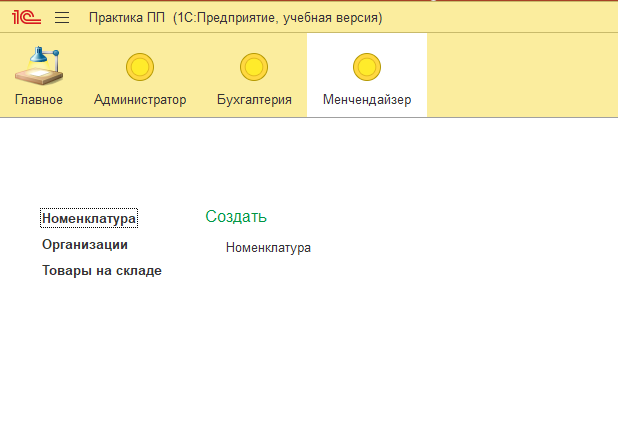 1С Практика ПП (1С:Предприятие, учебная версия)
Главное Администратор Бухгалтерия Менчендайзер
Номенклатура Создать
Номенклатура
Организации
Товары на складе